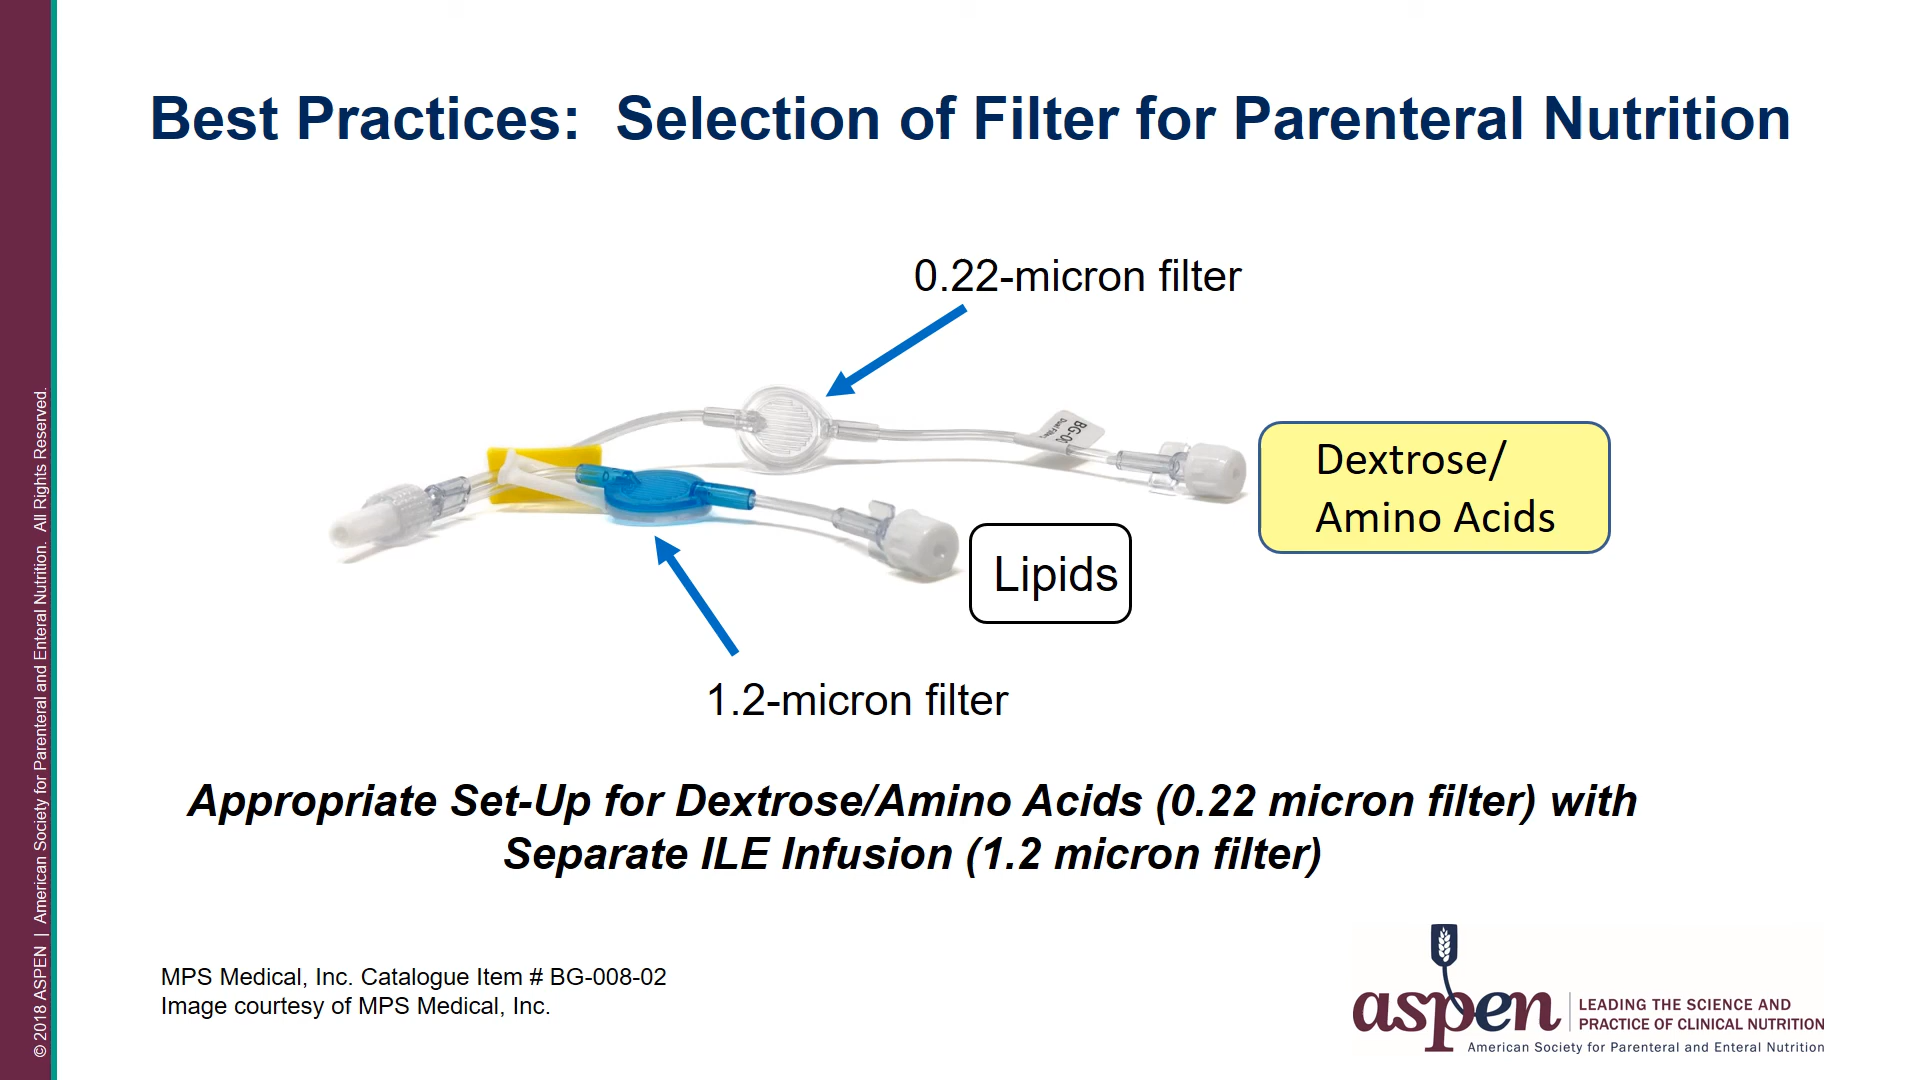 Best Practices:  Selection of Filter for Parenteral Nutrition
0.22-micron filter
BG-0
Dual Filter
Dextrose/
Amino Acids
Lipids
1.2-micron filter
Appropriate Set-Up for Dextrose/Amino Acids (0.22 micron filter) with
Separate ILE Infusion (1.2 micron filter)
MPS Medical, Inc. Catalogue Item # BG-008-02
Image courtesy of MPS Medical, Inc.
aspen
LEADING THE SCIENCE AND
PRACTICE OF CLINICAL NUTRITION
American Society for Parenteral and Enteral Nutrition
© 2018 ASPEN | American Society for Parenteral and Enteral Nutrition. All Rights Reserved.